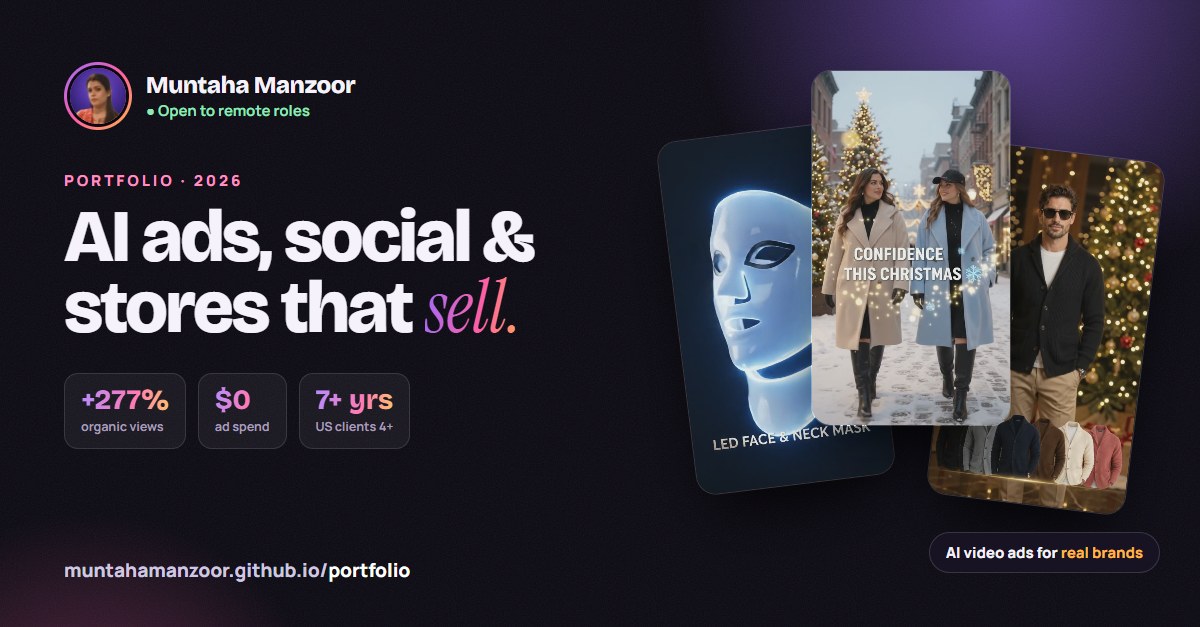 Muntaha Manzoor
• Open to remote roles
PORTFOLIO · 2026
AI ads, social &
stores that sell.
+277%
organic views
$0
ad spend
7+ yrs
US clients 4+
muntahamanzoor.github.io/portfolio
LED FACE & NECK MASK
CONFIDENCE
THIS CHRISTMAS ❄️
AI video ads for real brands